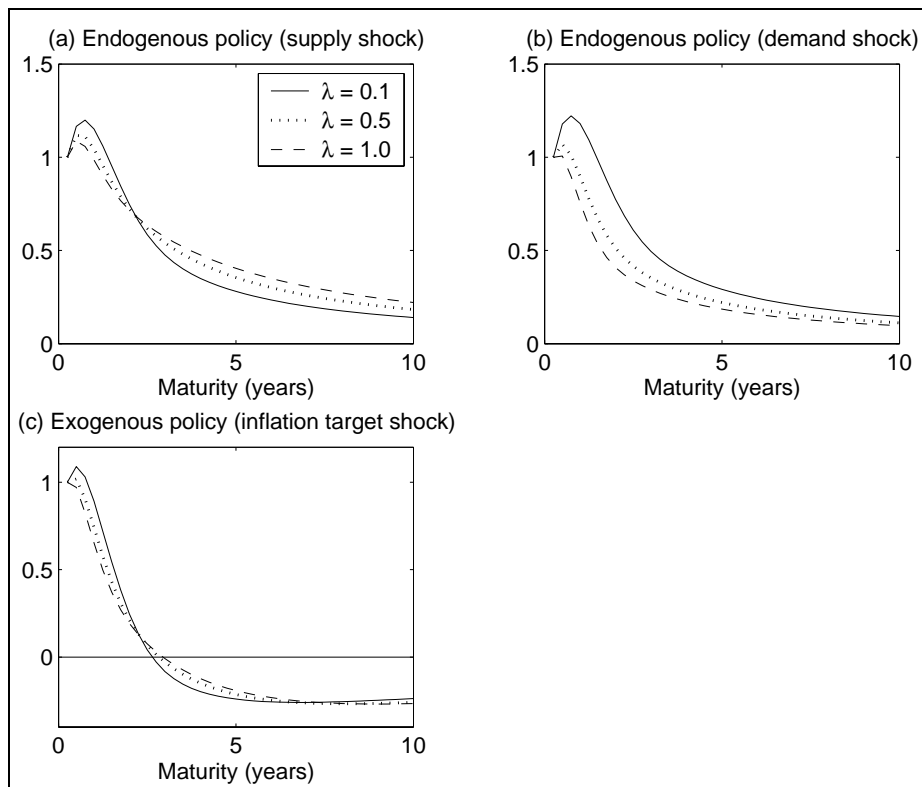 (a) Endogenous policy (supply shock)
1.5
1
0.5
0
0
5
10
Maturity (years)
λ = 0.1
λ = 0.5
λ = 1.0
(b) Endogenous policy (demand shock)
1.5
1
0.5
0
0
5
10
Maturity (years)
(c) Exogenous policy (inflation target shock)
1
0.5
0
0
5
10
Maturity (years)